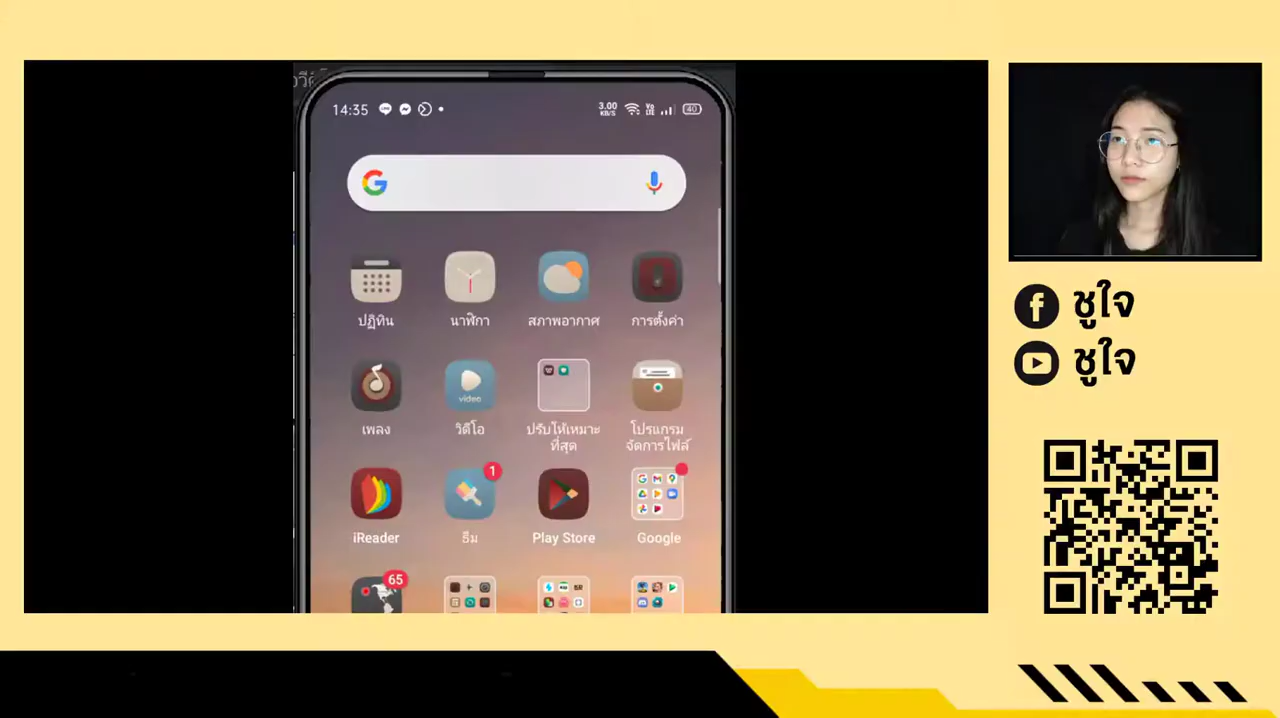 14:35
3.00
KB/S
Vo
LTE
40
ปฏิทิน
นาฬิกา
สภาพอากาศ
การตั้งค่า
video
เพลง
วิดีโอ
ปรับให้เหมาะ
ที่สุด
โปรแกรม
จัดการไฟล์
1
iReader
ธีม
Play Store
Google
65
ชูใจ
ชูใจ